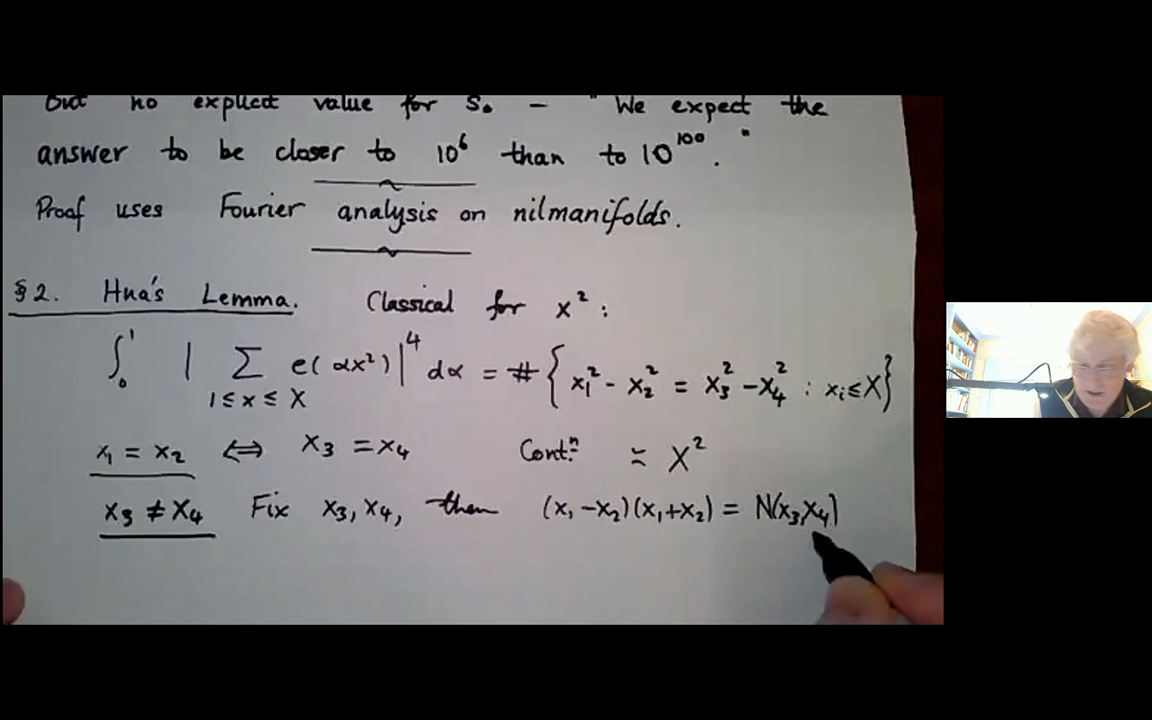 But no explicit value for s₀ – "We expect the
answer to be closer to 10⁶ than to 10¹⁰⁰."
Proof uses Fourier analysis on nilmanifolds.
§2. Hua's Lemma. Classical for x²:
∫₀¹ | ∑_{1≤x≤X} e(αx²)|⁴ dα = #{x₁² - x₂² = x₃² - x₄² : xᵢ ≤ X}
x₁ = x₂ ⇔ x₃ = x₄ Contⁿ ≍ X²
x₃ ≠ x₄ Fix x₃, x₄, then (x₁-x₂)(x₁+x₂) = N(x₃,x₄)